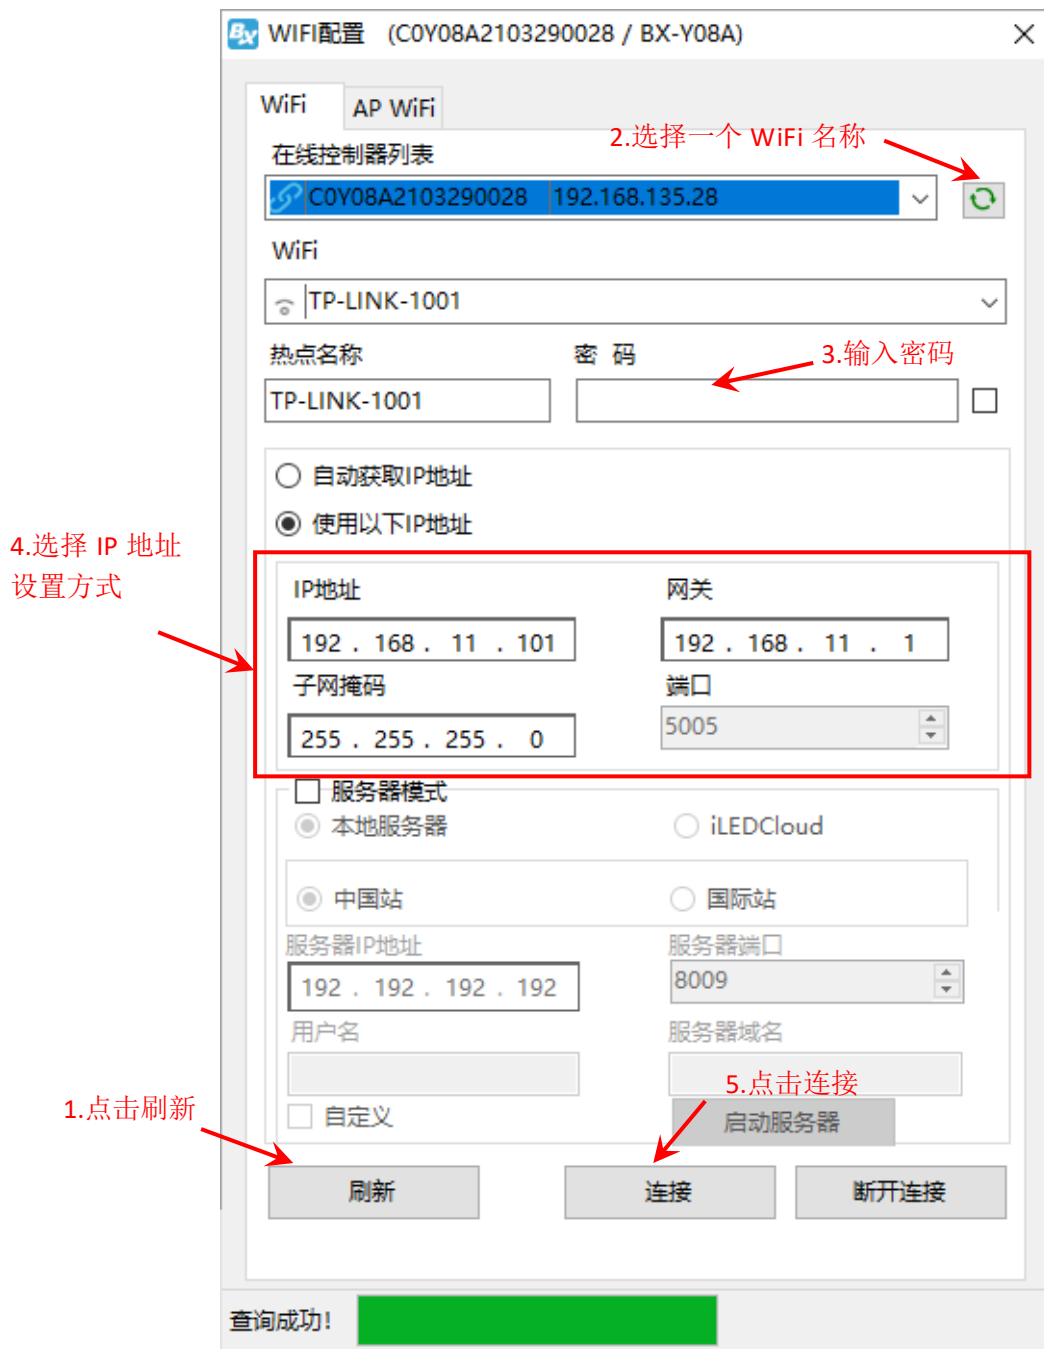 BX WIFI配置 (C0Y08A2103290028 / BX-Y08A)
WiFi AP WiFi
2.选择一个 WiFi 名称
在线控制器列表
C0Y08A2103290028 192.168.135.28
WiFi
TP-LINK-1001
热点名称 密 码 3.输入密码
TP-LINK-1001
自动获取IP地址
使用以下IP地址
4.选择 IP 地址
设置方式
IP地址 网关
192 . 168 . 11 . 101 192 . 168 . 11 . 1
子网掩码 端口
255 . 255 . 255 . 0 5005
服务器模式
本地服务器 iLEDCloud
中国站 国际站
服务器IP地址 服务器端口
192 . 192 . 192 . 192 8009
用户名 服务器域名
5.点击连接
1.点击刷新
自定义 启动服务器
刷新 连接 断开连接
查询成功!